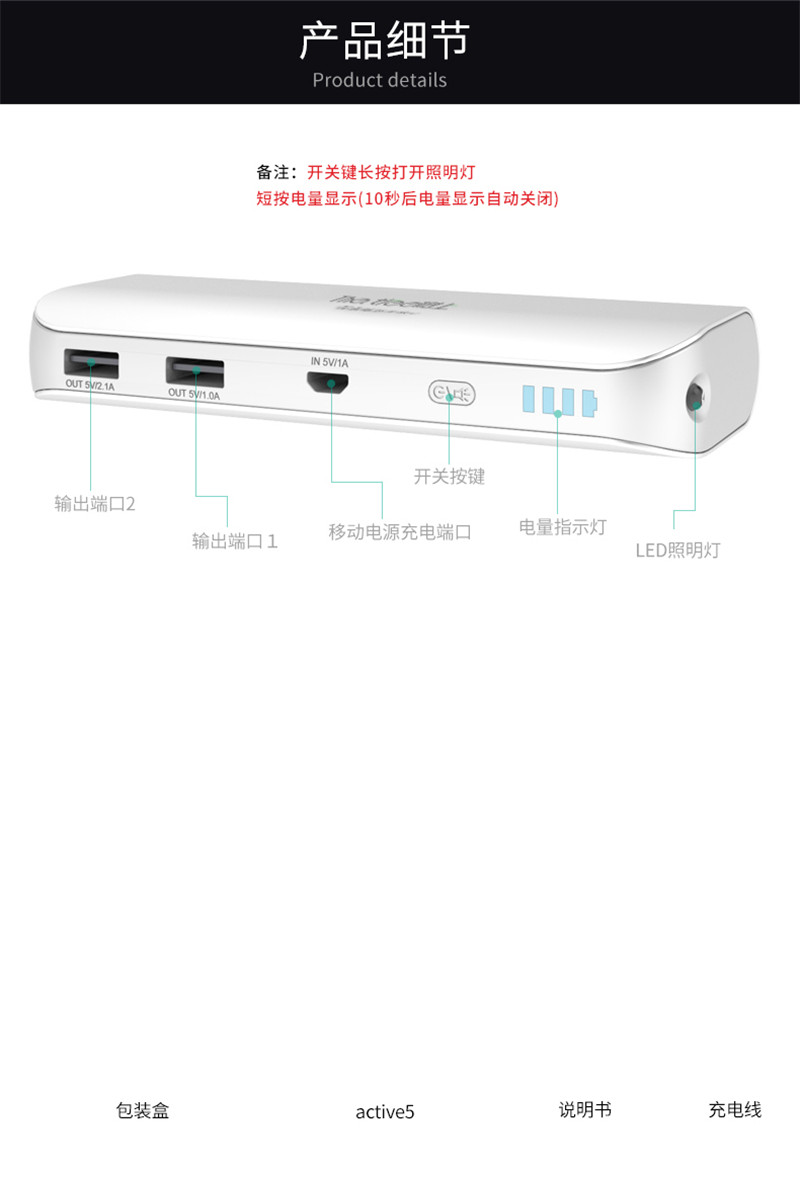 产品细节
Product details
备注：开关键长按打开照明灯
短按电量显示(10秒后电量显示自动关闭)
OUT 5V/2.1A
OUT 5V/1.0A
IN 5V/1A
开关按键
输出端口2
输出端口1
移动电源充电端口
电量指示灯
LED照明灯
包装盒
active5
说明书
充电线